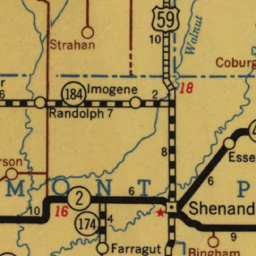 59
10
Walnut
Strahan
Coburg
184
Imogene
2
18
6
Randolph 7
8
4
Esse
6
M O N T
P
2
6
10
16
174
4
Shenand
9
Farragut
Bingham